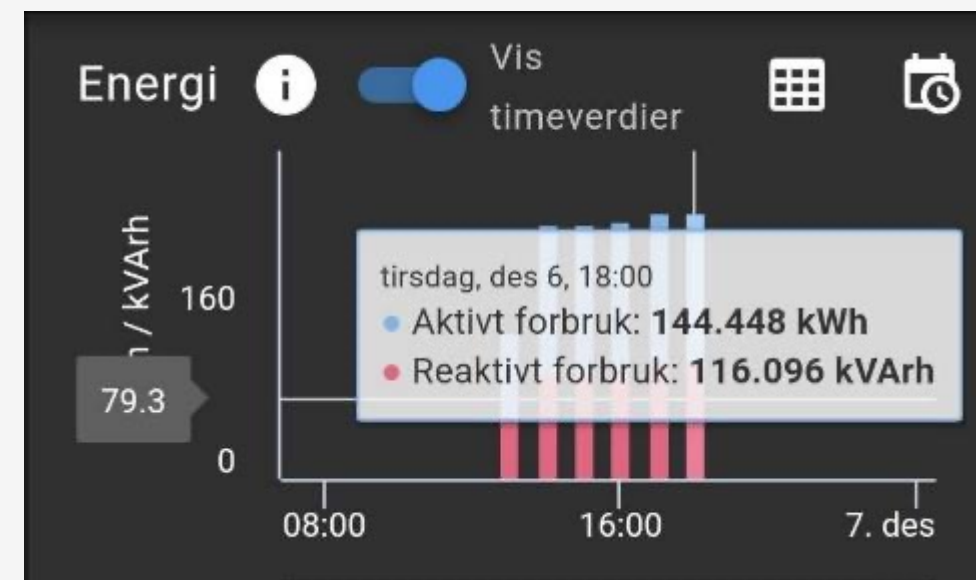 Energi i
Vis
timeverdier
/ kVArh
160
79.3
0
tirsdag, des 6, 18:00
Aktivt forbruk: 144.448 kWh
Reaktivt forbruk: 116.096 kVArh
08:00
16:00
7. des